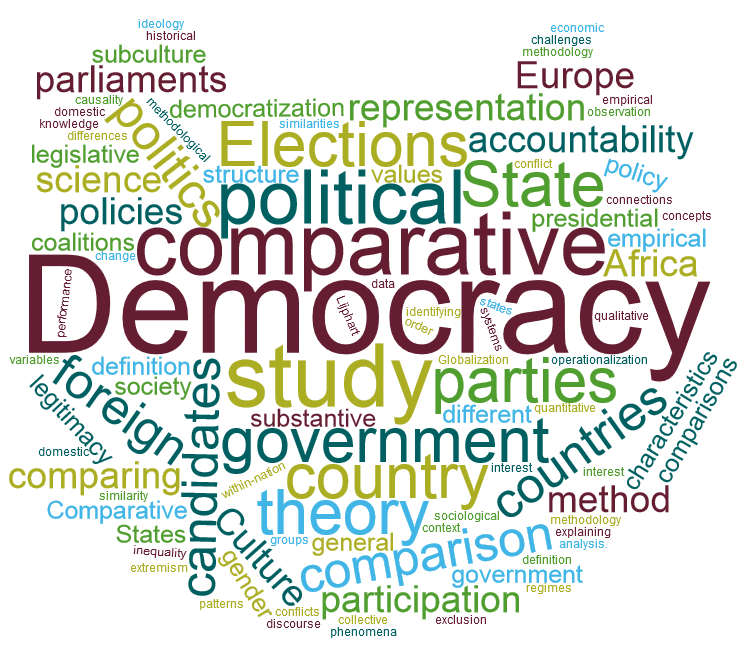 ideology
economic
historical
challenges
subculture
methodology
parliaments
Europe
causality
democratization
representation
empirical
domestic
methodological
observation
knowledge
politics
similarities
Elections
accountability
differences
legislative
structure
values
conflict
policy
science
political
State
connections
policies
presidential
concepts
coalitions
comparative
empirical
change
Africa
performance
Democracy
data
Lijphart
identifying
order
states
systems
qualitative
variables
foreign
definition
study
parties
Globalization
operationalization
legitimacy
society
candidates
substantive
different
quantitative
countries
characteristics
comparisons
domestic
government
comparing
within-nation
country
interest
interest
similarity
Comparative
theory
method
States
Culture
sociological
methodology
context
explaining
inequality
groups
general
comparison
analysis.
extremism
gender
definition
government
patterns
participation
regimes
conflicts
collective
discourse
exclusion
phenomena